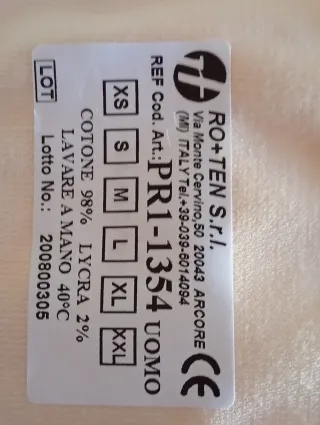 RO+TEN S.r.l.
Via Monte Cervino,50 20043 ARCORE
(MI) ITALY Tel.+39-039-6014094
CE
REF Cod. Art.: PR1-1354 UOMO
XS S M L XL XXL
COTONE 98% LYCRA 2%
LAVARE A MANO 40°C
LOT Lotto No.: 200800305